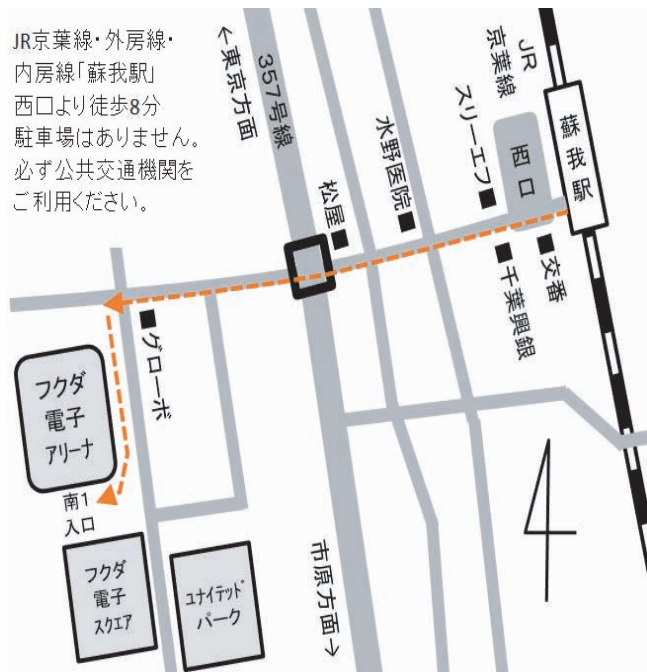 JR京葉線・外房線・
内房線「蘇我駅」
西口より徒歩8分
駐車場はありません。
必ず公共交通機関を
ご利用ください。
←東京方面
357号線
松屋
水野医院
スリーエフ
JR
京葉線
西口
蘇我駅
交番
千葉興銀
グローボ
フクダ
電子
アリーナ
南1
入口
フクダ
電子
スクエア
ユナイテッド
パーク
市原方面→